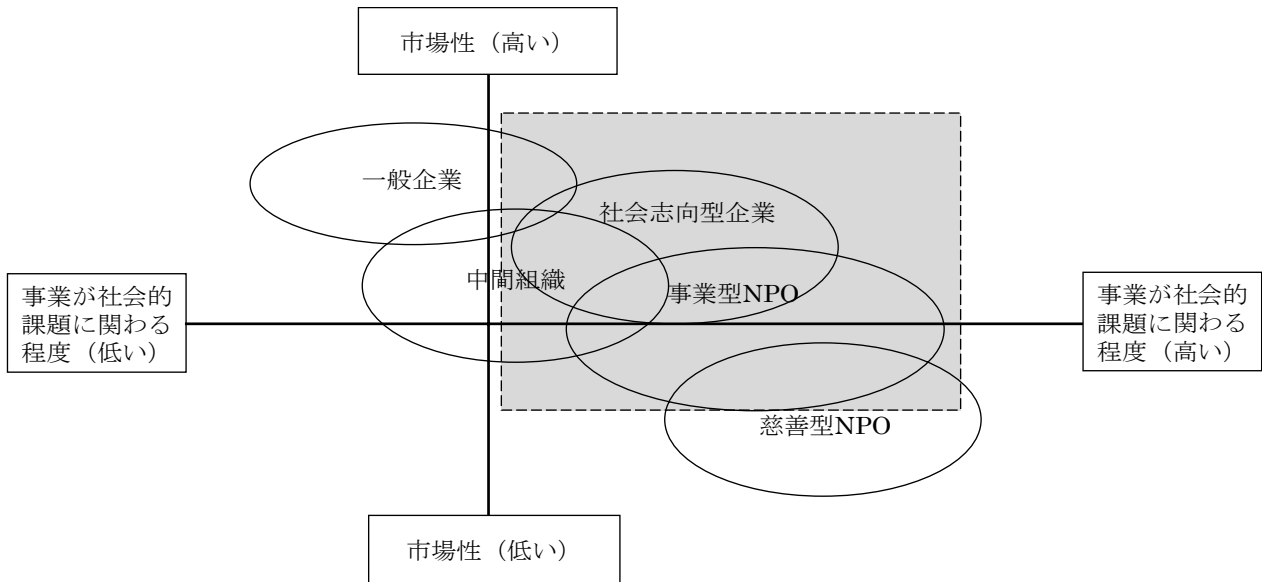 市場性（高い）
一般企業
社会志向型企業
中間組織
事業型NPO
事業が社会的
課題に関わる
程度（低い）
事業が社会的
課題に関わる
程度（高い）
慈善型NPO
市場性（低い）